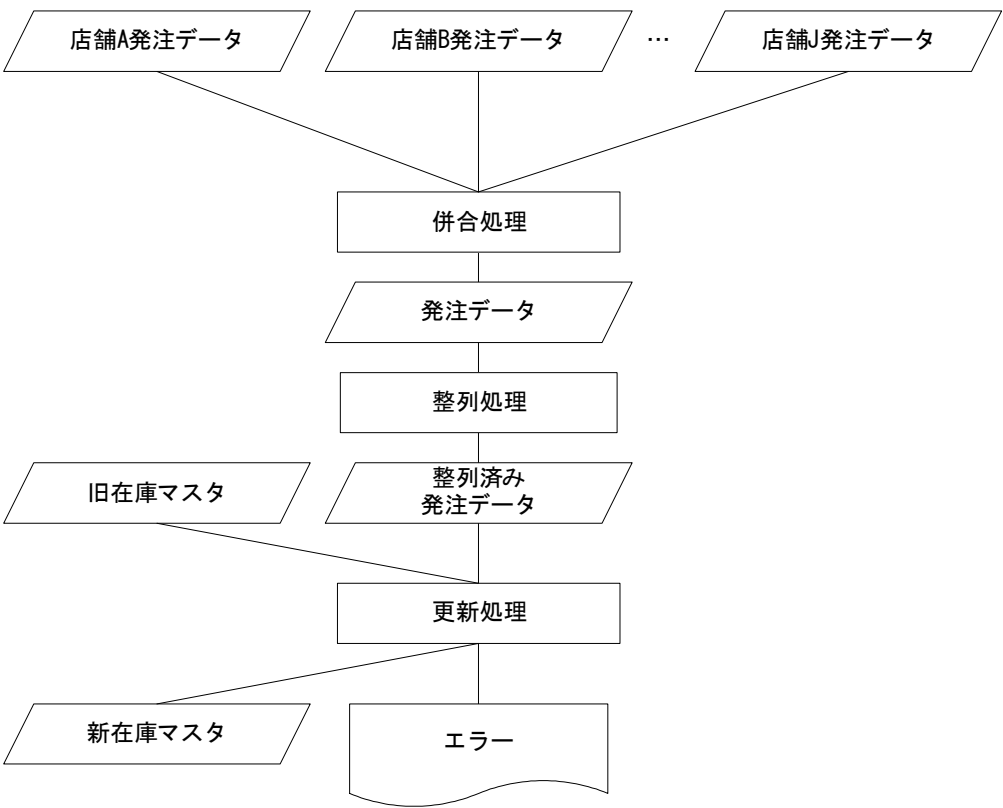 店舗A発注データ
店舗B発注データ
…
店舗J発注データ
併合処理
発注データ
整列処理
旧在庫マスタ
整列済み
発注データ
更新処理
新在庫マスタ
エラー